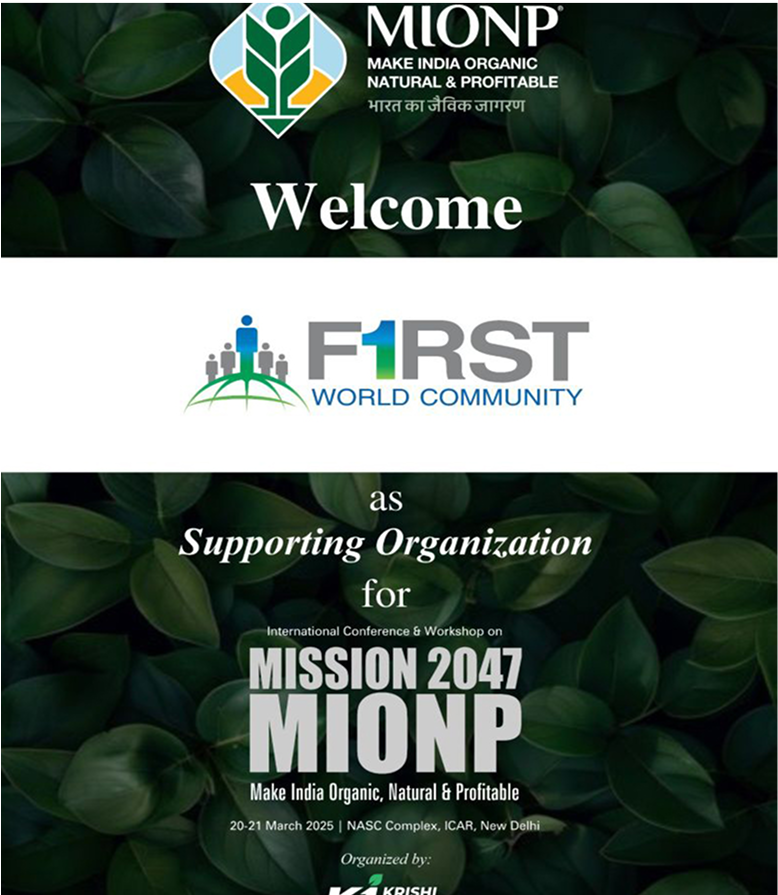 MIONP
MAKE INDIA ORGANIC
NATURAL & PROFITABLE
भारत का जैविक जागरण
Welcome
F1RST
WORLD COMMUNITY
as
Supporting Organization
for
International Conference & Workshop on
MISSION 2047
MIONP
Make India Organic, Natural & Profitable
20-21 March 2025 | NASC Complex, ICAR, New Delhi
Organized by:
KRISHI